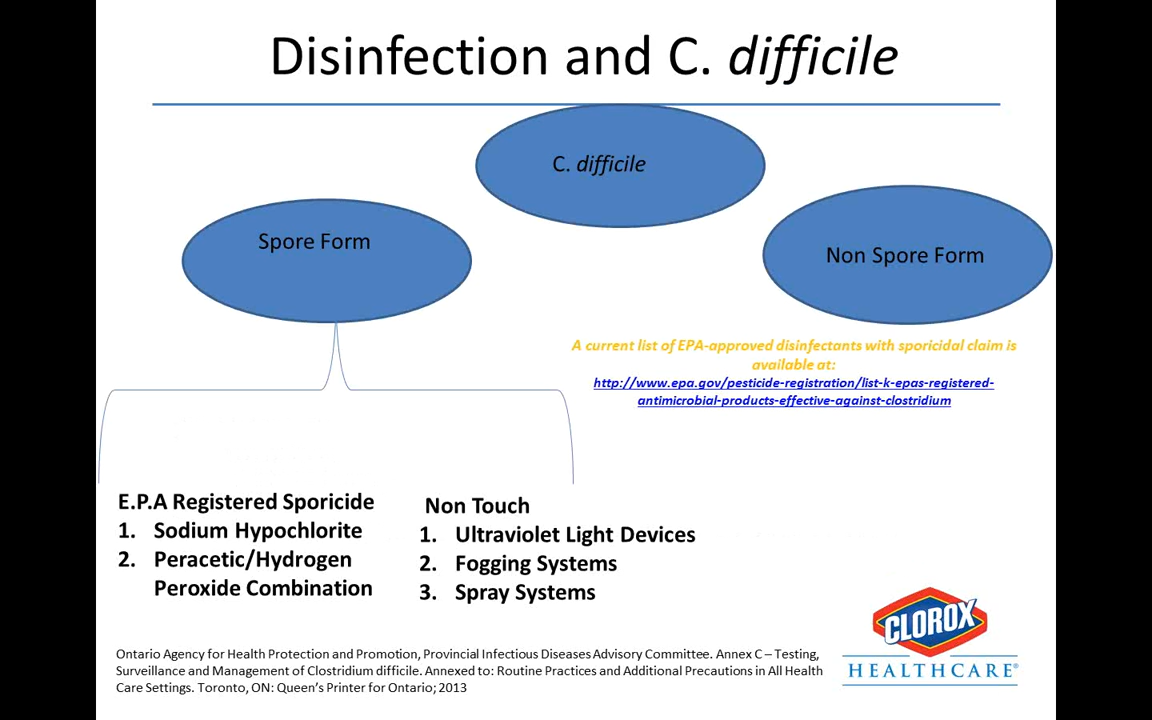 Disinfection and C. difficile
C. difficile
Spore Form
Non Spore Form
A current list of EPA-approved disinfectants with sporicidal claim is
available at:
http://www.epa.gov/pesticide-registration/list-k-epas-registered-
antimicrobial-products-effective-against-clostridium
E.P.A Registered Sporicide
1. Sodium Hypochlorite
2. Peracetic/Hydrogen
Peroxide Combination
Non Touch
1. Ultraviolet Light Devices
2. Fogging Systems
3. Spray Systems
Ontario Agency for Health Protection and Promotion, Provincial Infectious Diseases Advisory Committee. Annex C – Testing,
Surveillance and Management of Clostridium difficile. Annexed to: Routine Practices and Additional Precautions in All Health
Care Settings. Toronto, ON: Queen's Printer for Ontario; 2013
CLOROX
HEALTHCARE®